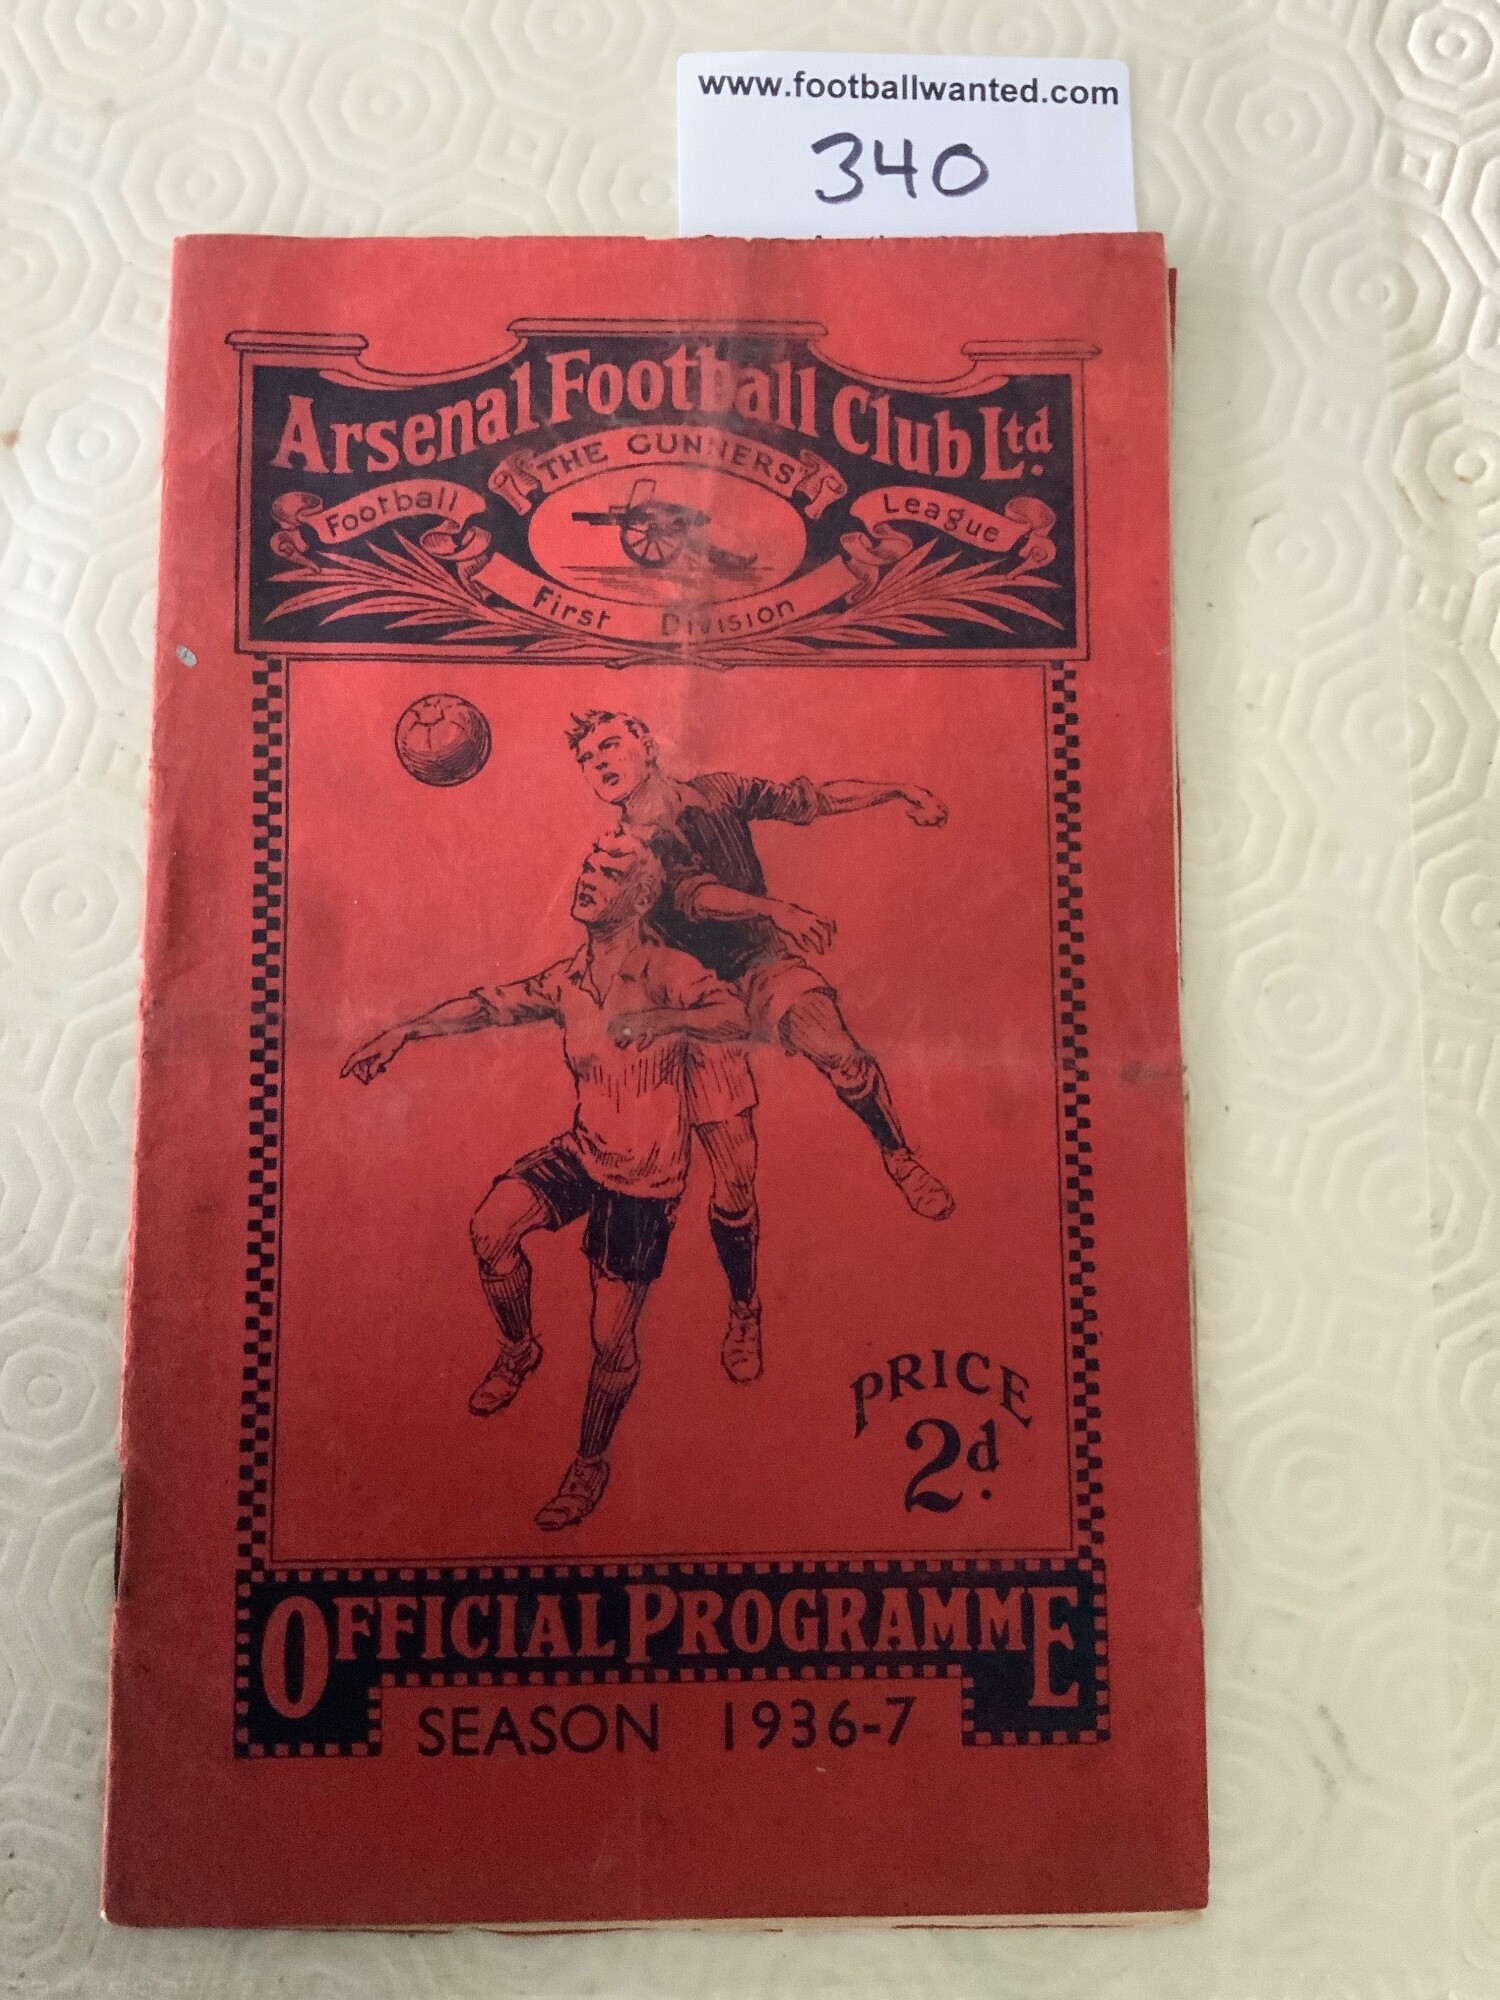 www.footballwanted.com
340
Arsenal Football Club Ltd.
THE GUNNERS
Football League
First Division
PRICE
2d.
OFFICIAL PROGRAMME
SEASON 1936-7